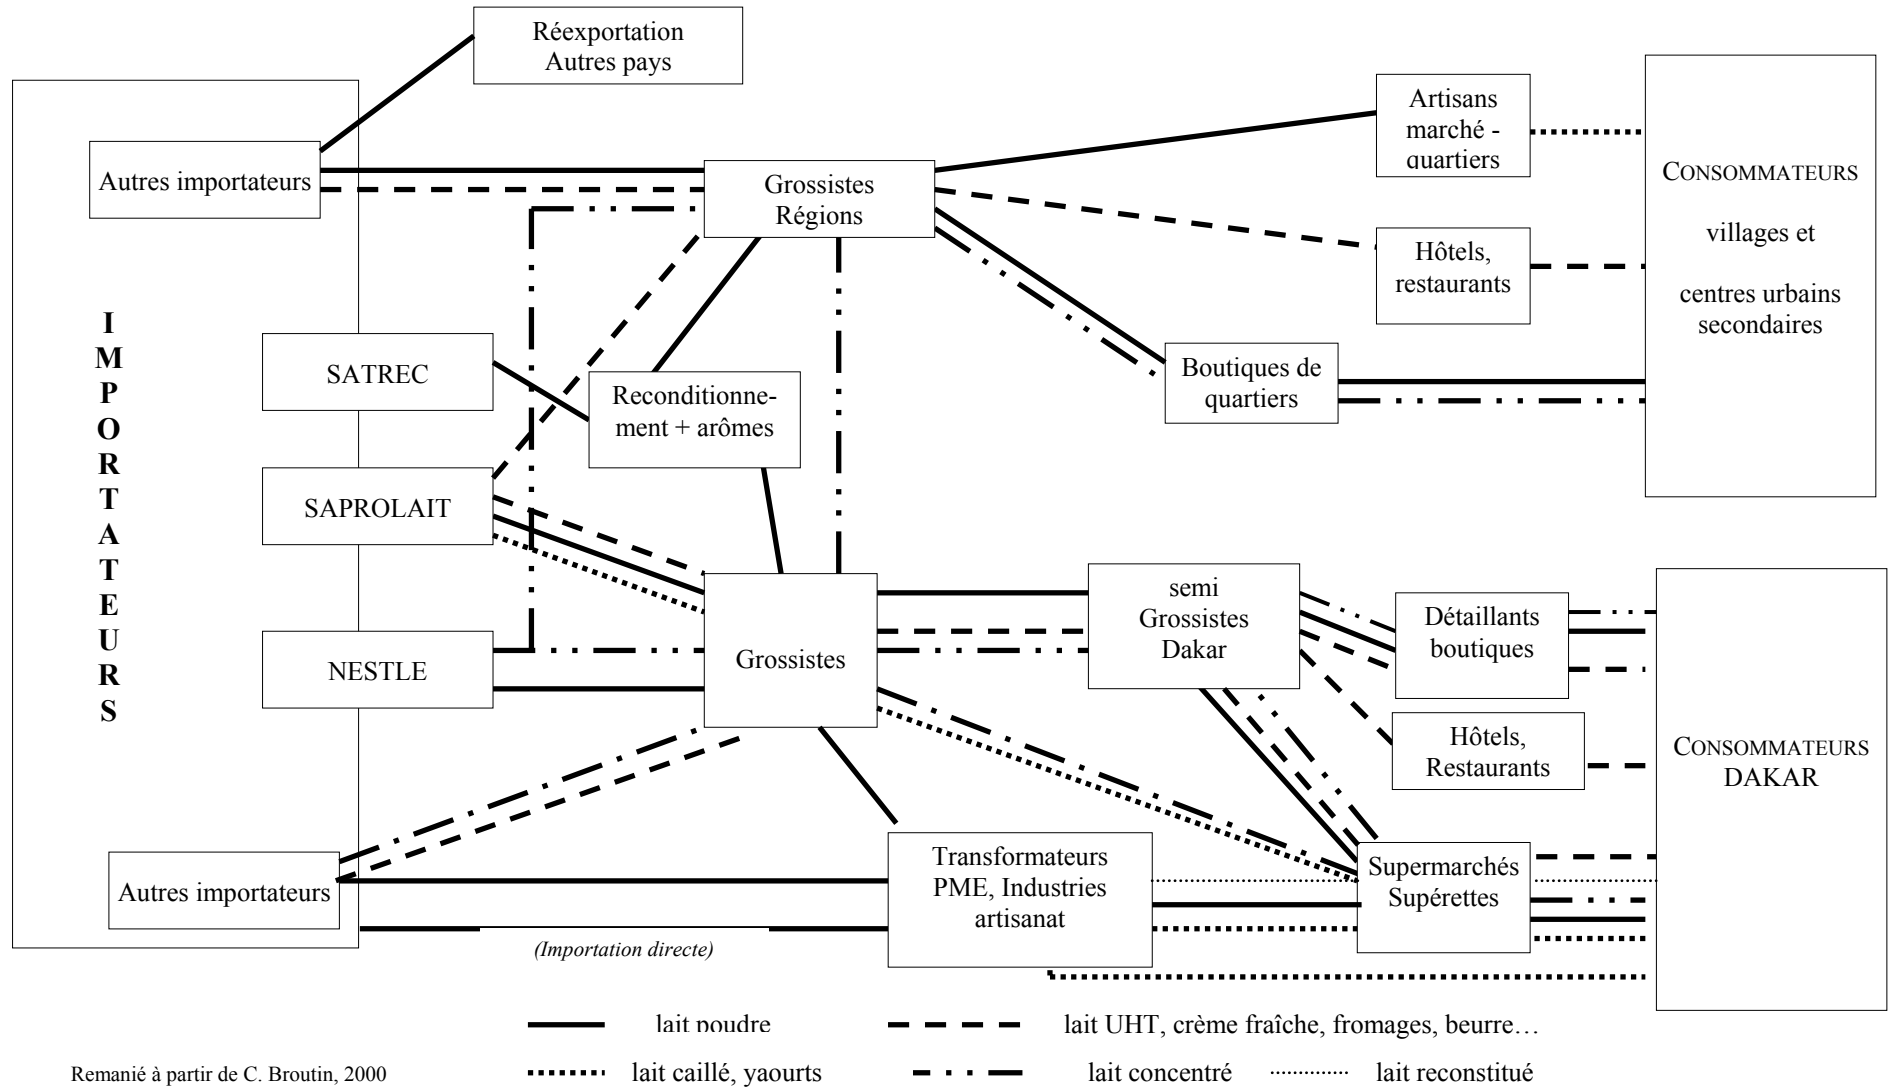 Réexportation
Autres pays
Autres importateurs
IMPORTATEURS
SATREC
SAPROLAIT
NESTLE
Autres importateurs
Grossistes
Régions
Reconditionne-
ment + arômes
Grossistes
Artisans
marché -
quartiers
Hôtels,
restaurants
Boutiques de
quartiers
CONSOMMATEURS
villages et
centres urbains
secondaires
semi
Grossistes
Dakar
Détaillants
boutiques
Hôtels,
Restaurants
CONSOMMATEURS
DAKAR
Transformateurs
PME, Industries
artisanat
Supermarchés
Supérettes
(Importation directe)
lait poudre
lait UHT, crème fraîche, fromages, beurre…
lait caillé, yaourts
lait concentré
lait reconstitué
Remanié à partir de C. Broutin, 2000